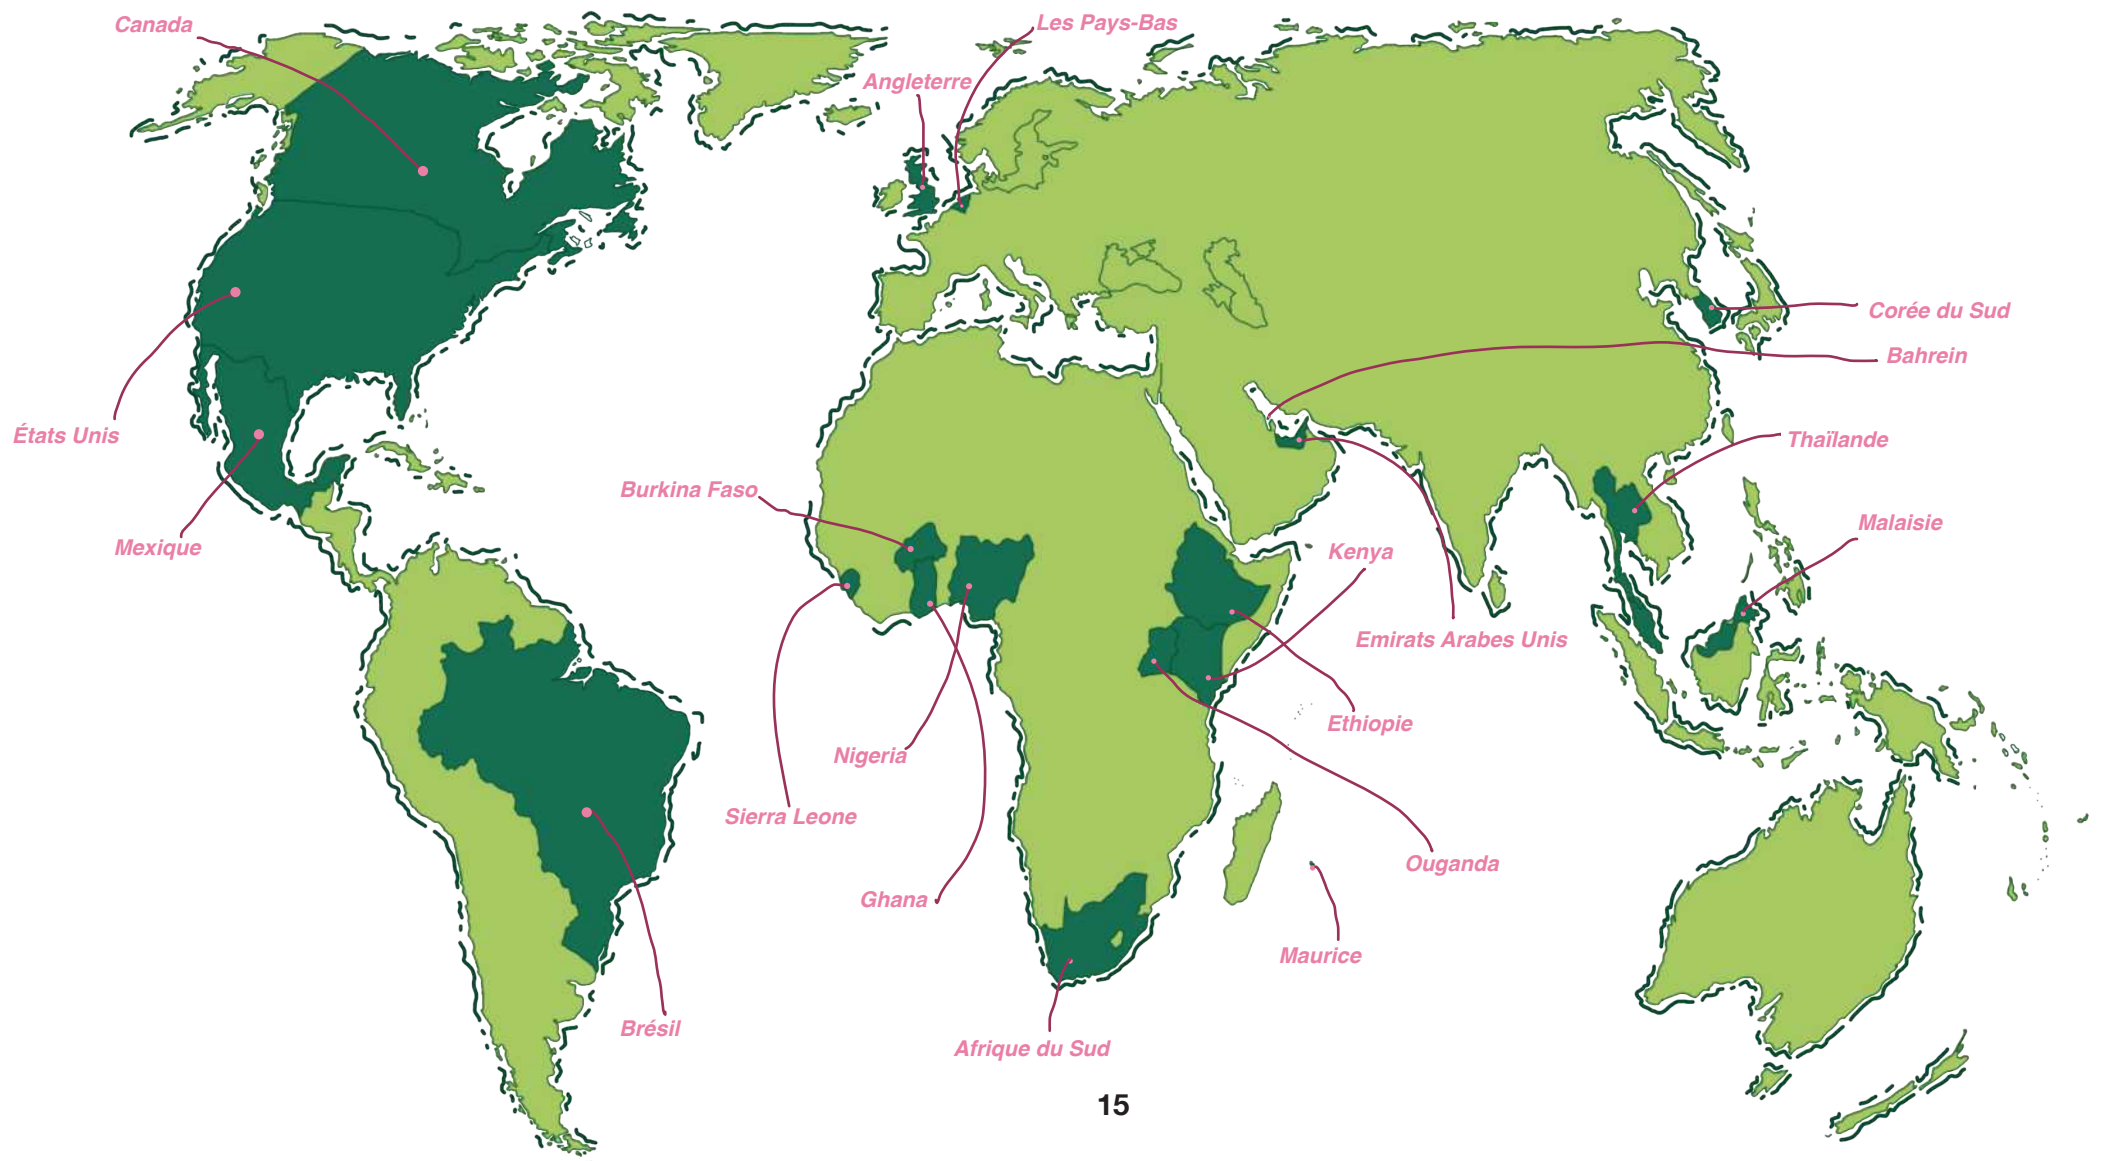 Canada
Les Pays-Bas
Angleterre
Corée du Sud
Bahrein
États Unis
Thaïlande
Burkina Faso
Malaisie
Mexique
Kenya
Emirats Arabes Unis
Ethiopie
Nigeria
Sierra Leone
Ouganda
Ghana
Maurice
Brésil
Afrique du Sud
15